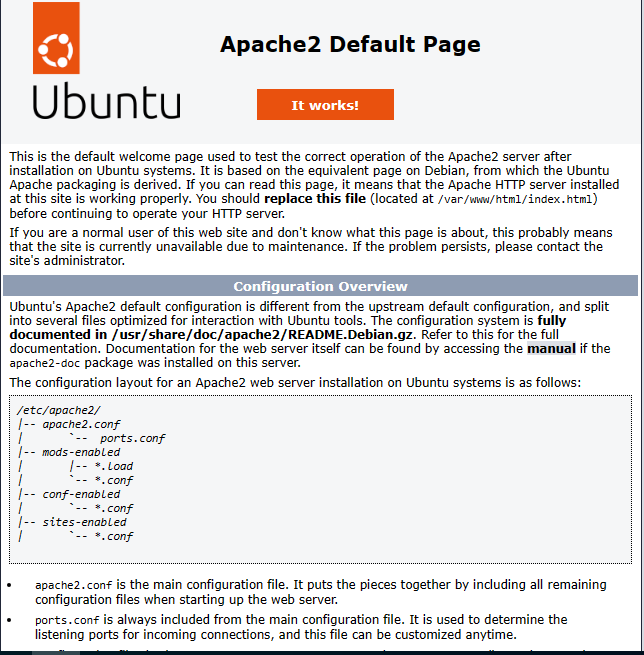 Apache2 Default Page
Ubuntu
It works!
This is the default welcome page used to test the correct operation of the Apache2 server after
installation on Ubuntu systems. It is based on the equivalent page on Debian, from which the Ubuntu
Apache packaging is derived. If you can read this page, it means that the Apache HTTP server installed
at this site is working properly. You should replace this file (located at /var/www/html/index.html)
before continuing to operate your HTTP server.
If you are a normal user of this web site and don't know what this page is about, this probably means
that the site is currently unavailable due to maintenance. If the problem persists, please contact the
site's administrator.
Configuration Overview
Ubuntu's Apache2 default configuration is different from the upstream default configuration, and split
into several files optimized for interaction with Ubuntu tools. The configuration system is fully
documented in /usr/share/doc/apache2/README.Debian.gz. Refer to this for the full
documentation. Documentation for the web server itself can be found by accessing the manual if the
apache2-doc package was installed on this server.
The configuration layout for an Apache2 web server installation on Ubuntu systems is as follows:
/etc/apache2/
|-- apache2.conf
|       `--  ports.conf
|-- mods-enabled
|       |-- *.load
|       `-- *.conf
|-- conf-enabled
|       `-- *.conf
|-- sites-enabled
|       `-- *.conf
• apache2.conf is the main configuration file. It puts the pieces together by including all remaining
configuration files when starting up the web server.
• ports.conf is always included from the main configuration file. It is used to determine the
listening ports for incoming connections, and this file can be customized anytime.